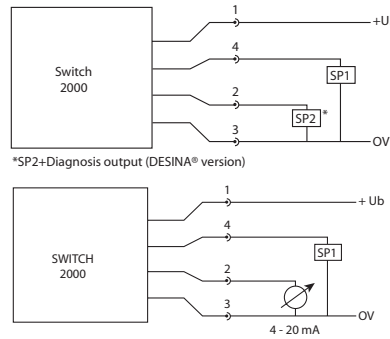 1
+U
4
Switch
2000
SP1
2
SP2 *
3
OV
*SP2+Diagnosis output (DESINA® version)
1
+ Ub
4
SWITCH
2000
SP1
2
3
OV
4 - 20 mA